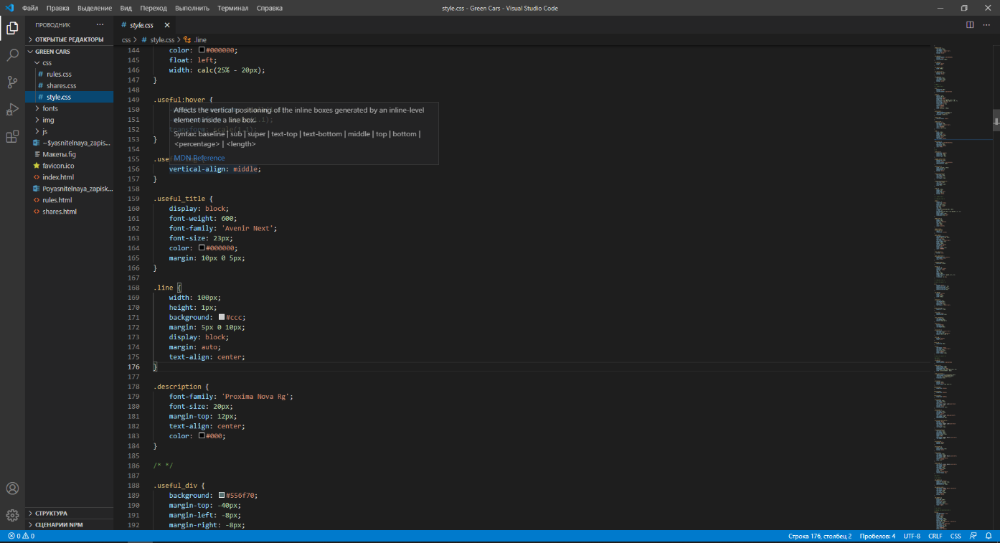 Файл Правка Выделение Вид Переход Выполнить Терминал Справка
style.css - Green Cars - Visual Studio Code
ПРОВОДНИК
ОТКРЫТЫЕ РЕДАКТОРЫ
GREEN CARS
css
# rules.css
# shares.css
# style.css
fonts
img
js
~$yasnitelnaya_zapis...
Макеты.fig
favicon.ico
<> index.html
Poyasnitelnaya_zapisk...
<> rules.html
<> shares.html
СТРУКТУРА
СЦЕНАРИИ NPM
# style.css
css > # style.css > .line
144 color: #000000;
145 float: left;
146 width: calc(25% - 20px);
147 }
148
149 .useful:hover {
150
Affects the vertical positioning of the inline boxes generated by an inline-level
151
element inside a line box.
152 transform: scale(1.1);
Syntax: baseline | sub | super | text-top | text-bottom | middle | top | bottom |
153 }
<percentage> | <length>
154
155 .use
MDN Reference
156 vertical-align: middle;
157 }
158
159 .useful_title {
160 display: block;
161 font-weight: 600;
162 font-family: 'Avenir Next';
163 font-size: 23px;
164 color: #000000;
165 margin: 10px 0 5px;
166 }
167
168 .line {
169 width: 100px;
170 height: 1px;
171 background: #ccc;
172 margin: 5px 0 10px;
173 display: block;
174 margin: auto;
175 text-align: center;
176 }
177
178 .description {
179 font-family: 'Proxima Nova Rg';
180 font-size: 20px;
181 margin-top: 12px;
182 text-align: center;
183 color: #000;
184 }
185
186 /* */
187
188 .useful_div {
189 background: #556f70;
190 margin-top: -40px;
191 margin-left: -8px;
192 margin-right: -8px;
0 0
Строка 176, столбец 2 Пробелов: 4 UTF-8 CRLF CSS